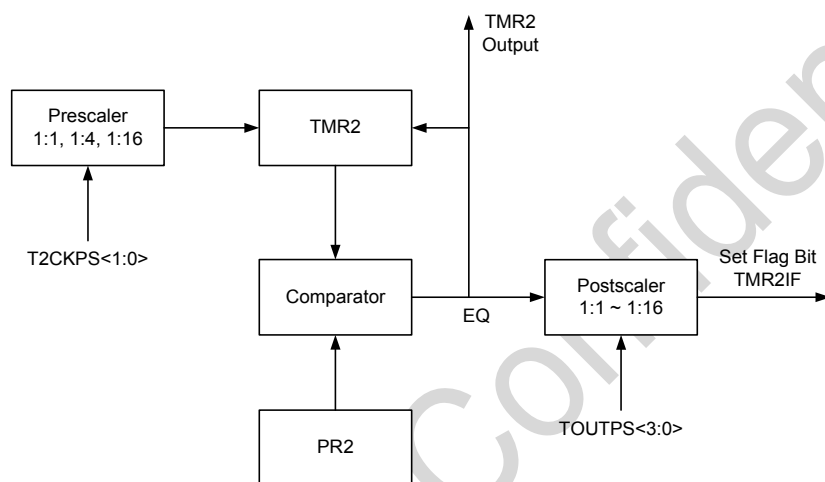 TMR2
Output
Prescaler
1:1, 1:4, 1:16
TMR2
T2CKPS<1:0>
Comparator
EQ
Postscaler
1:1 ~ 1:16
Set Flag Bit
TMR2IF
PR2
TOUTPS<3:0>
Confiden